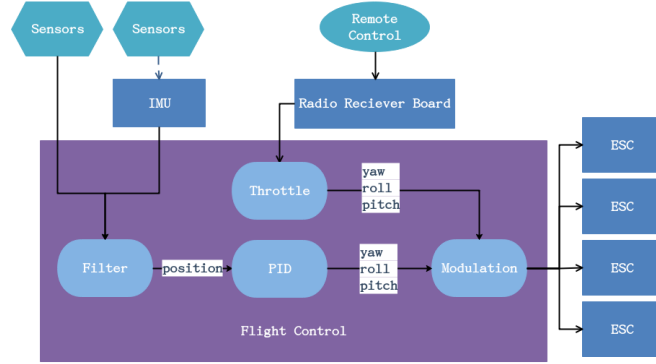 Sensors
Sensors
Remote
Control
IMU
Radio Reciever Board
ESC
Throttle
yaw
roll
pitch
ESC
Filter
position
PID
yaw
roll
pitch
Modulation
ESC
Flight Control
ESC